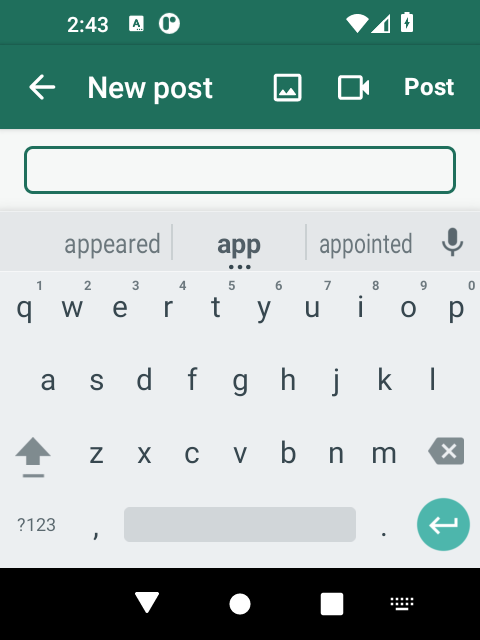 2:43
New post
Post
appeared app appointed
1 2 3 4 5 6 7 8 9 0
q w e r t y u i o p
a s d f g h j k l
z x c v b n m
?123 , .